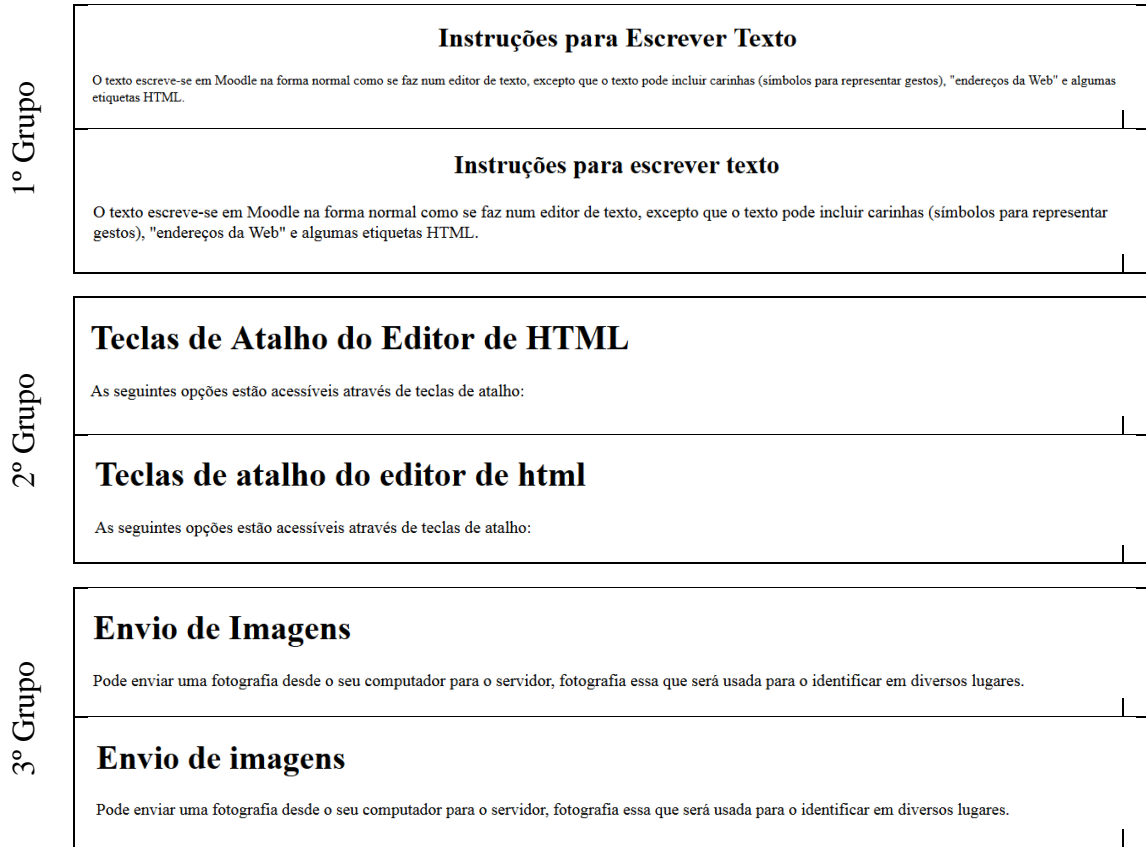 1º Grupo
Instruções para Escrever Texto
O texto escreve-se em Moodle na forma normal como se faz num editor de texto, excepto que o texto pode incluir carinhas (símbolos para representar gestos), "endereços da Web" e algumas
etiquetas HTML.
Instruções para escrever texto
O texto escreve-se em Moodle na forma normal como se faz num editor de texto, excepto que o texto pode incluir carinhas (símbolos para representar
gestos), "endereços da Web" e algumas etiquetas HTML.
2º Grupo
Teclas de Atalho do Editor de HTML
As seguintes opções estão acessíveis através de teclas de atalho:
Teclas de atalho do editor de html
As seguintes opções estão acessíveis através de teclas de atalho:
3º Grupo
Envio de Imagens
Pode enviar uma fotografia desde o seu computador para o servidor, fotografia essa que será usada para o identificar em diversos lugares.
Envio de imagens
Pode enviar uma fotografia desde o seu computador para o servidor, fotografia essa que será usada para o identificar em diversos lugares.